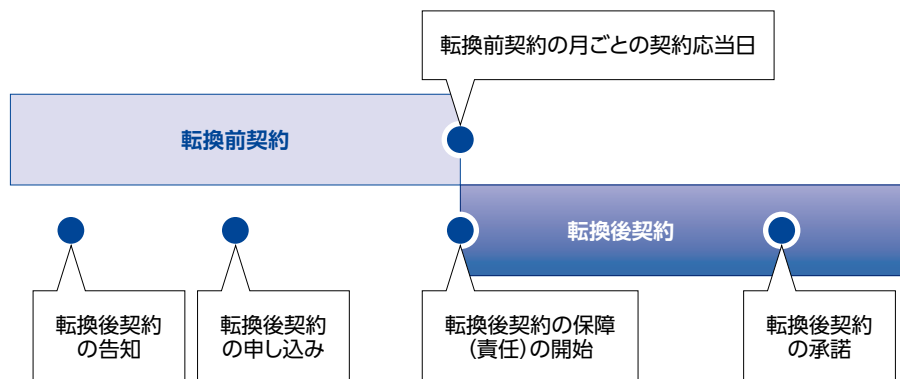 転換前契約の月ごとの契約応当日
転換前契約
転換後契約
転換後契約
の告知
転換後契約
の申し込み
転換後契約の保障
(責任)の開始
転換後契約
の承諾